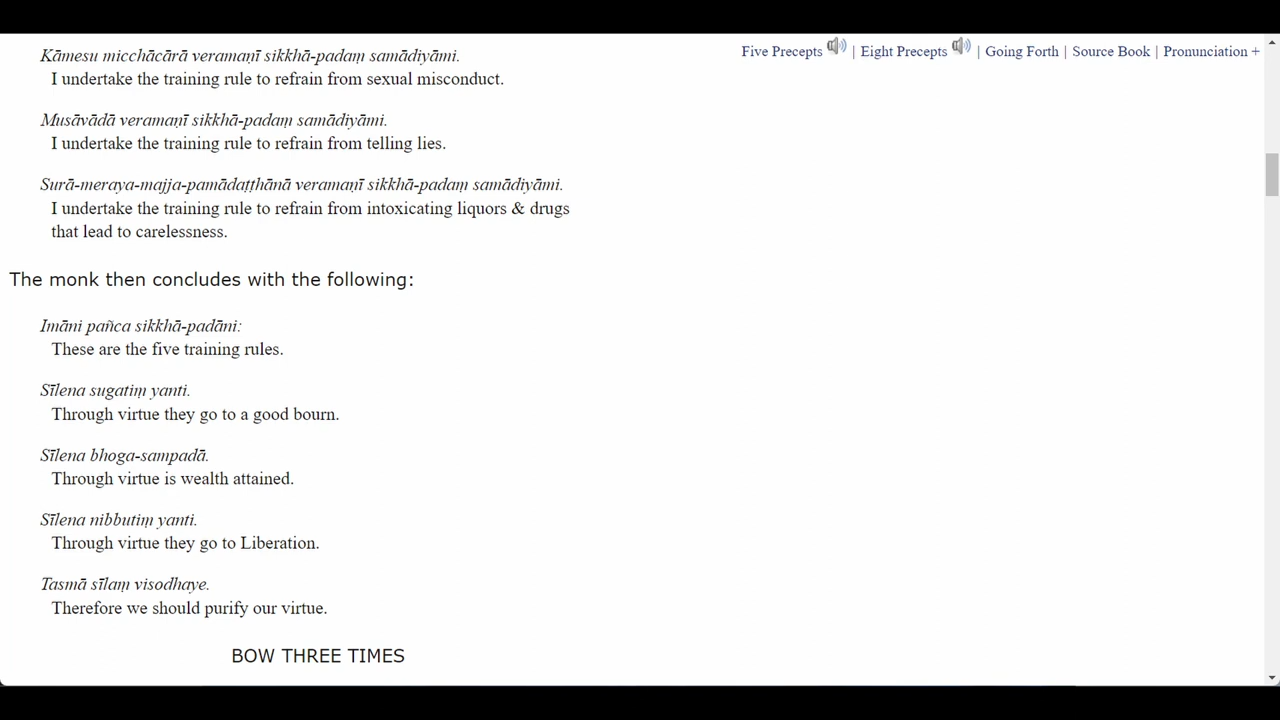 Five Precepts | Eight Precepts | Going Forth | Source Book | Pronunciation +
Kāmesu micchācārā veramaṇī sikkhā-padaṃ samādiyāmi.
I undertake the training rule to refrain from sexual misconduct.
Musāvādā veramaṇī sikkhā-padaṃ samādiyāmi.
I undertake the training rule to refrain from telling lies.
Surā-meraya-majja-pamādaṭṭhānā veramaṇī sikkhā-padaṃ samādiyāmi.
I undertake the training rule to refrain from intoxicating liquors & drugs
that lead to carelessness.
The monk then concludes with the following:
Imāni pañca sikkhā-padāni:
These are the five training rules.
Sīlena sugatiṃ yanti.
Through virtue they go to a good bourn.
Sīlena bhoga-sampadā.
Through virtue is wealth attained.
Sīlena nibbutiṃ yanti.
Through virtue they go to Liberation.
Tasmā sīlaṃ visodhaye.
Therefore we should purify our virtue.
BOW THREE TIMES